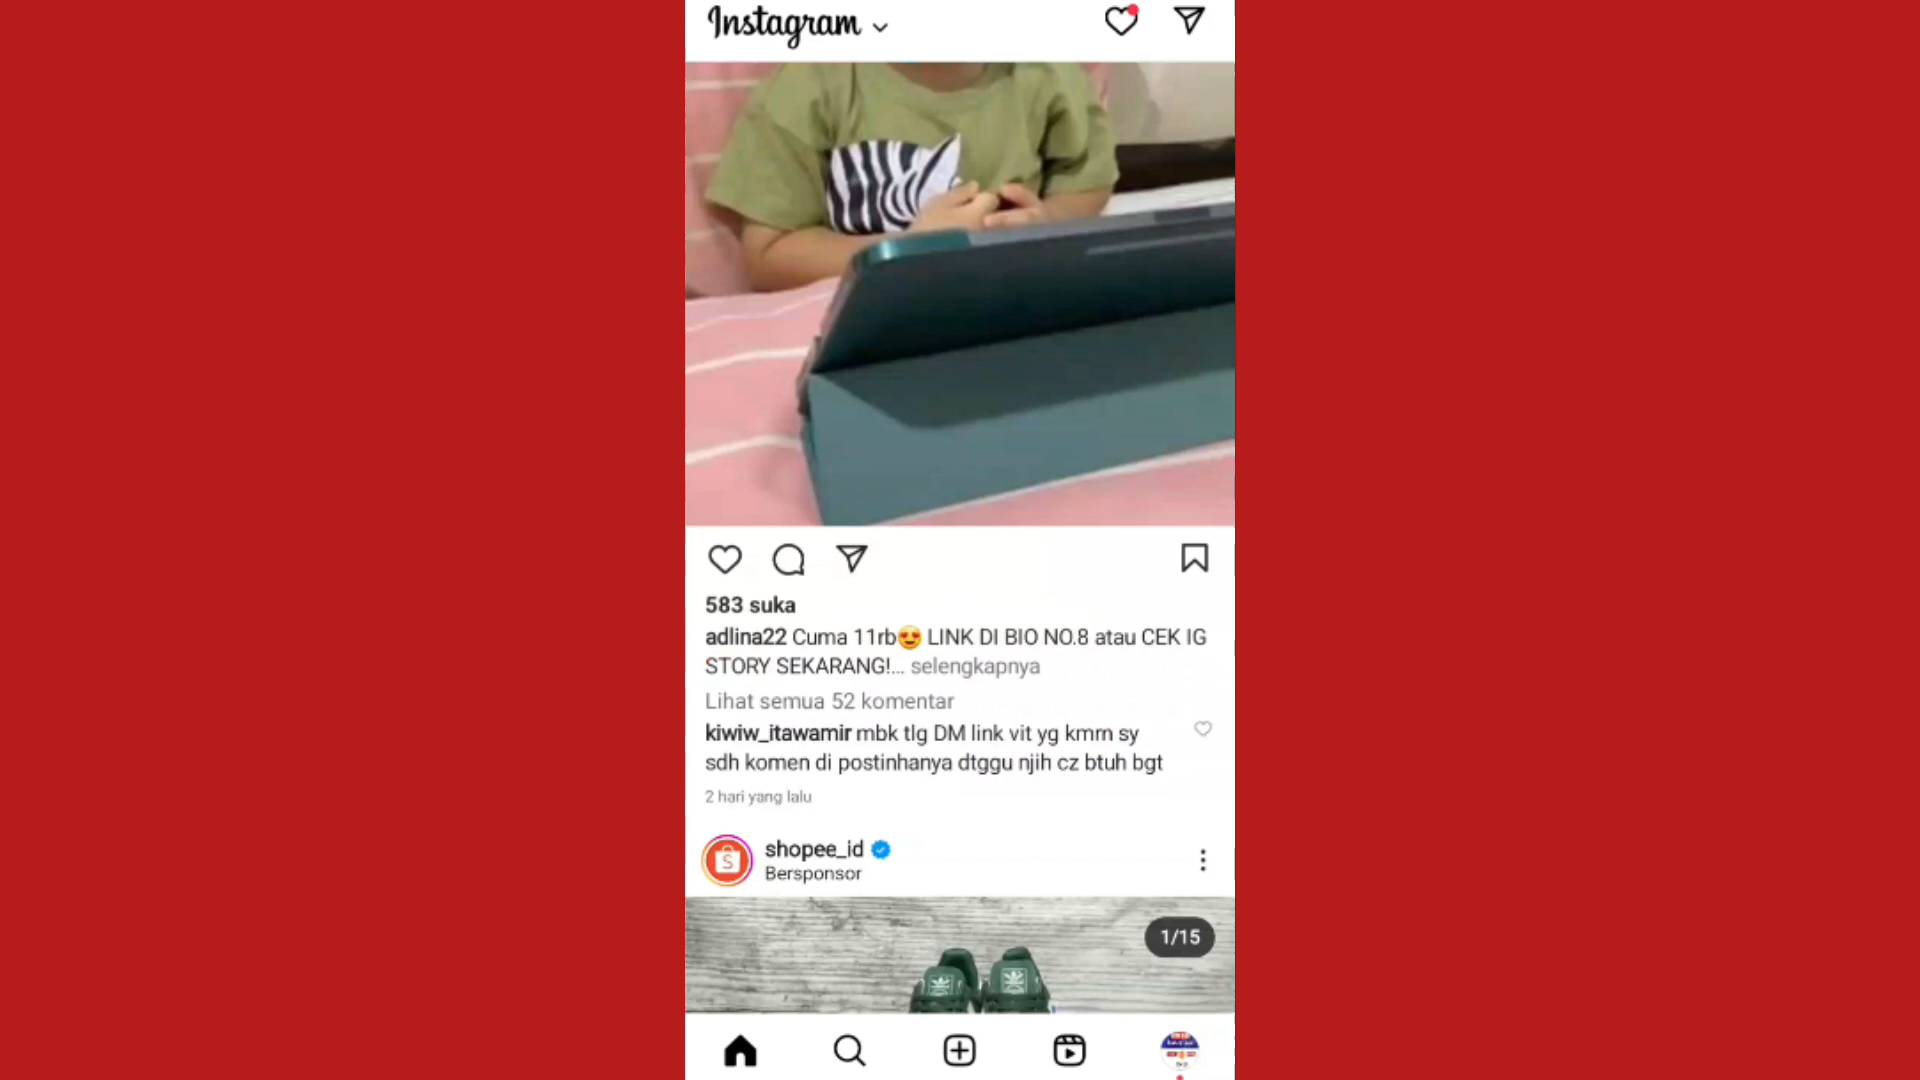 Instagram
583 suka
adlina22 Cuma 11rb😍 LINK DI BIO NO.8 atau CEK IG
STORY SEKARANG!... selengkapnya
Lihat semua 52 komentar
kiwiw_itawamir mbk tlg DM link vit yg kmrn sy
sdh komen di postinhanya dtggu njih cz btuh bgt
2 hari yang lalu
shopee_id
Bersponsor
1/15